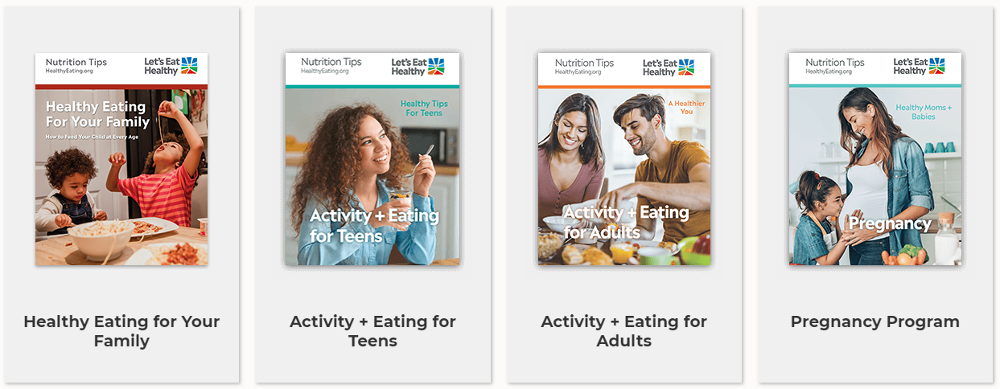 Nutrition Tips
HealthyEating.org
Let's Eat
Healthy
Healthy Eating
For Your Family
How to Feed Your Child at Every Age
Healthy Eating for Your
Family
Nutrition Tips
HealthyEating.org
Let's Eat
Healthy
Healthy Tips
For Teens
Activity + Eating
for Teens
Activity + Eating for
Teens
Nutrition Tips
HealthyEating.org
Let's Eat
Healthy
A Healthier
You
Activity + Eating
for Adults
Activity + Eating for
Adults
Nutrition Tips
HealthyEating.org
Let's Eat
Healthy
Healthy Moms +
Babies
Pregnancy
Pregnancy Program